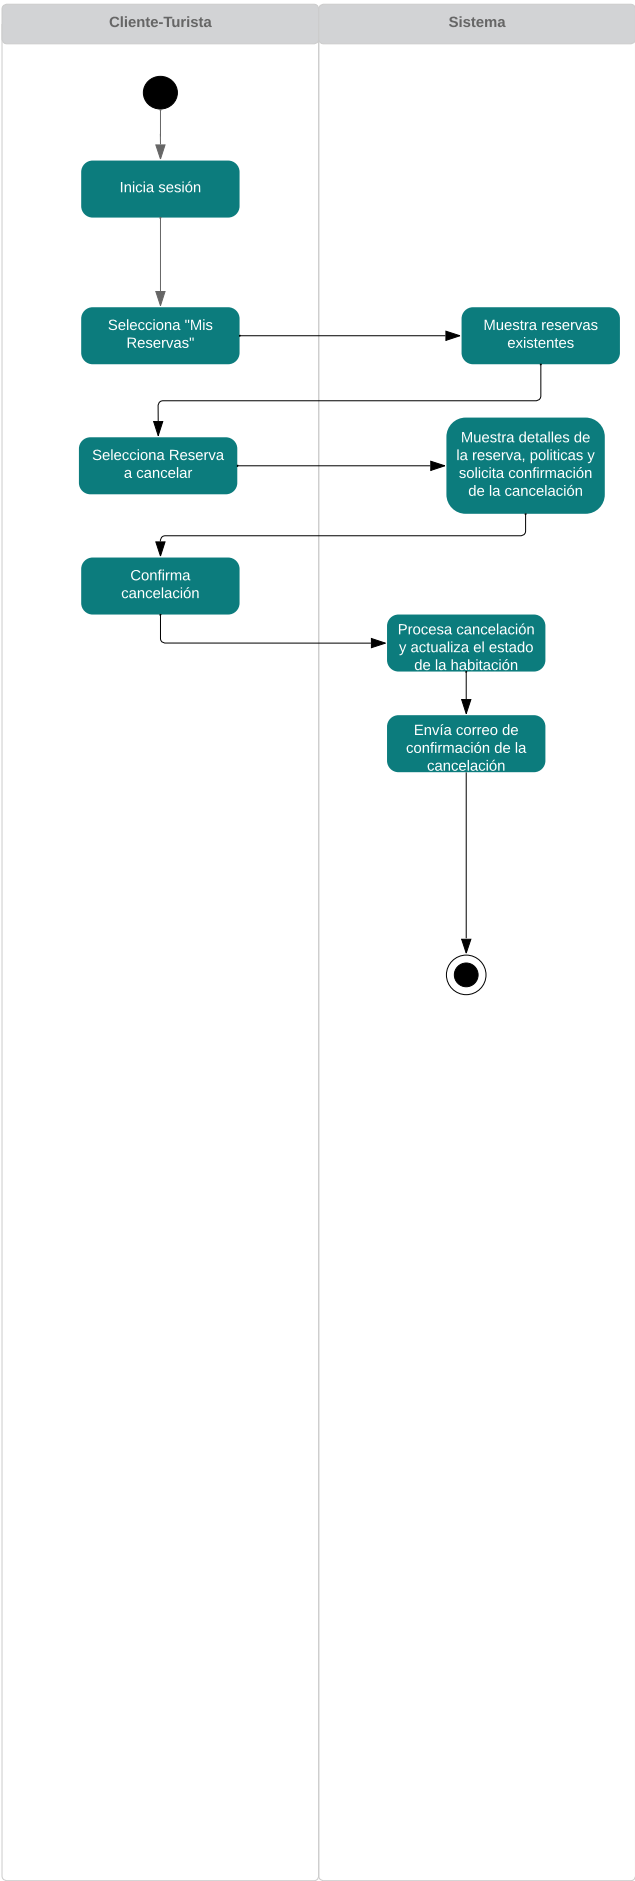 Cliente-Turista
Sistema
Inicia sesión
Selecciona "Mis
Reservas"
Muestra reservas
existentes
Selecciona Reserva
a cancelar
Muestra detalles de
la reserva, politicas y
solicita confirmación
de la cancelación
Confirma
cancelación
Procesa cancelación
y actualiza el estado
de la habitación
Envía correo de
confirmación de la
cancelación